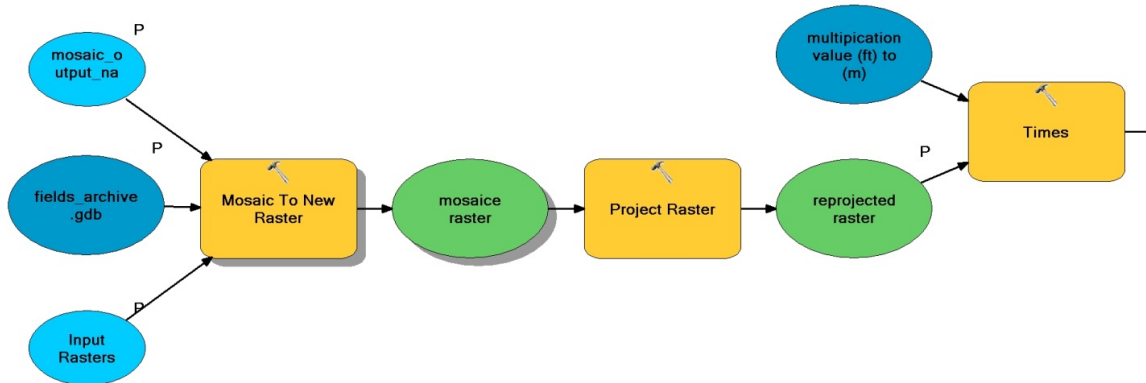 P
mosaic_o
utput_na
P
fields_archive
.gdb
P
Input
Rasters
Mosaic To New
Raster
mosaice
raster
Project Raster
multipication
value (ft) to
(m)
P
reprojected
raster
Times